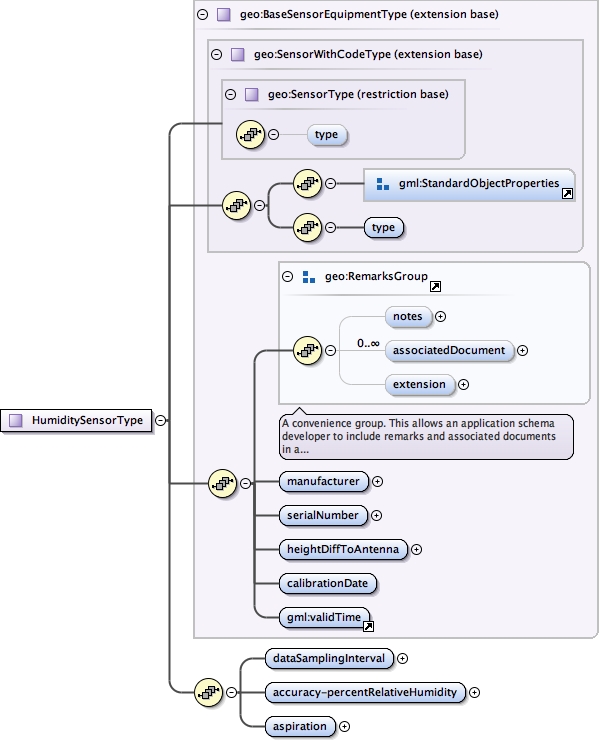 geo:BaseSensorEquipmentType (extension base)
geo:SensorWithCodeType (extension base)
geo:SensorType (restriction base)
type
gml:StandardObjectProperties
type
geo:RemarksGroup
notes
0..∞
associatedDocument
extension
HumiditySensorType
A convenience group. This allows an application schema
developer to include remarks and associated documents
in a...
manufacturer
serialNumber
heightDiffToAntenna
calibrationDate
gml:validTime
dataSamplingInterval
accuracy-percentRelativeHumidity
aspiration